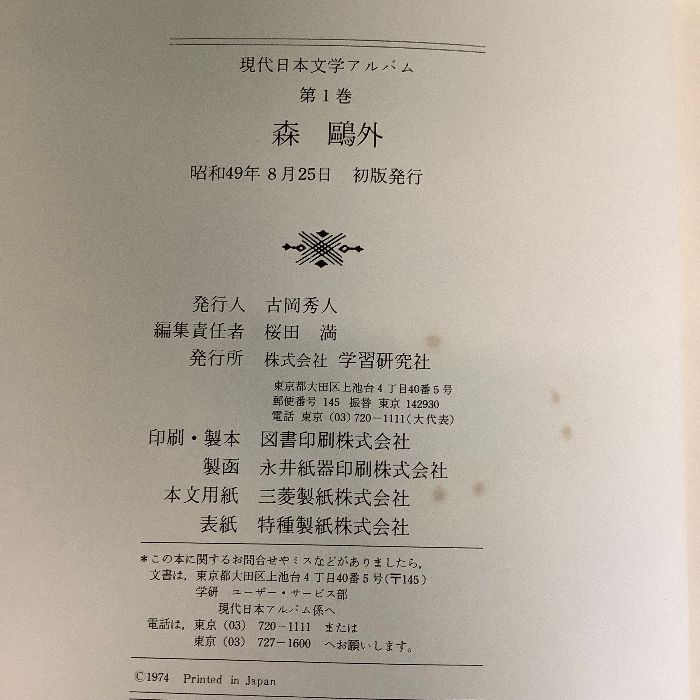 現代日本文学アルバム
第1巻
森 鷗外
昭和49年8月25日 初版発行
発行人 古岡秀人
編集責任者 桜田 満
発行所 株式会社 学習研究社
東京都大田区上池台4丁目40番5号
郵便番号 145 振替 東京 142930
電話 東京 (03) 720-1111 (大代表)
印刷・製本 図書印刷株式会社
製函 永井紙器印刷株式会社
本文用紙 三菱製紙株式会社
表紙 特種製紙株式会社
*この本に関するお問合せやミスなどがありましたら,
文書は, 東京都大田区上池台4丁目40番5号(〒145)
学研 ユーザー・サービス部
現代日本アルバム係へ
電話は, 東京 (03) 720-1111 または
東京 (03) 727-1600 へお願いします。
©1974 Printed in Japan